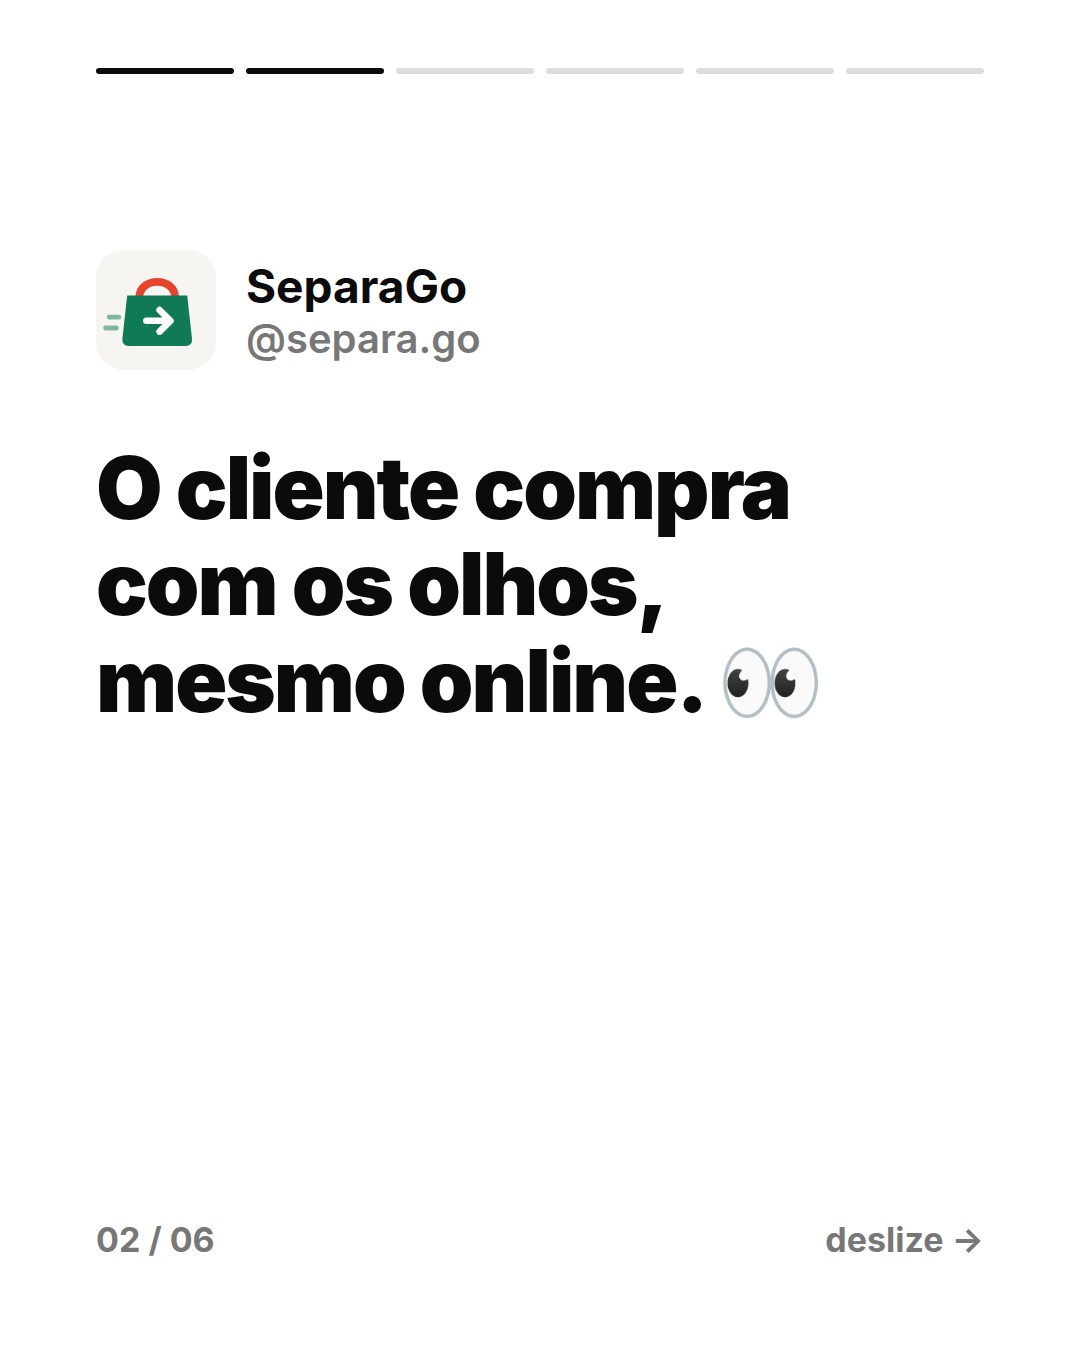 SeparaGo
@separa.go
O cliente compra
com os olhos,
mesmo online. 👀
02 / 06
deslize →